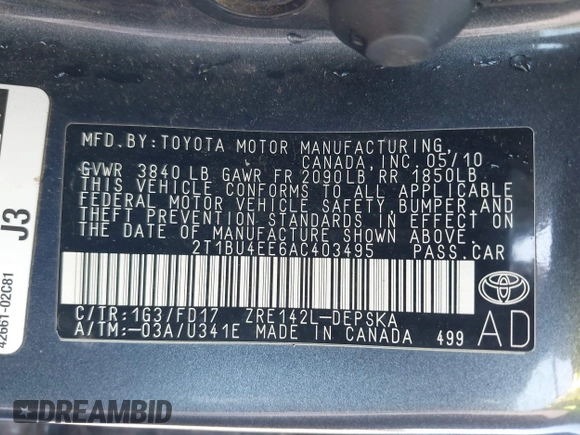 MFD. BY: TOYOTA MOTOR MANUFACTURING,
CANADA, INC. 05/10
GVWR 3840 LB GAWR FR 2090LB RR 1850LB
THIS VEHICLE CONFORMS TO ALL APPLICABLE
FEDERAL MOTOR VEHICLE SAFETY, BUMPER AND
THEFT PREVENTION STANDARDS IN EFFECT ON
THE DATE OF MANUFACTURE SHOWN ABOVE.
2T1BU4EE6AC403495 PASS. CAR
C/TR: 1G3/FD17 ZRE142L-DEPSKA
A/TM: -03A/U341E MADE IN CANADA 499
AD
J3
42661-02C81
DREAMBID